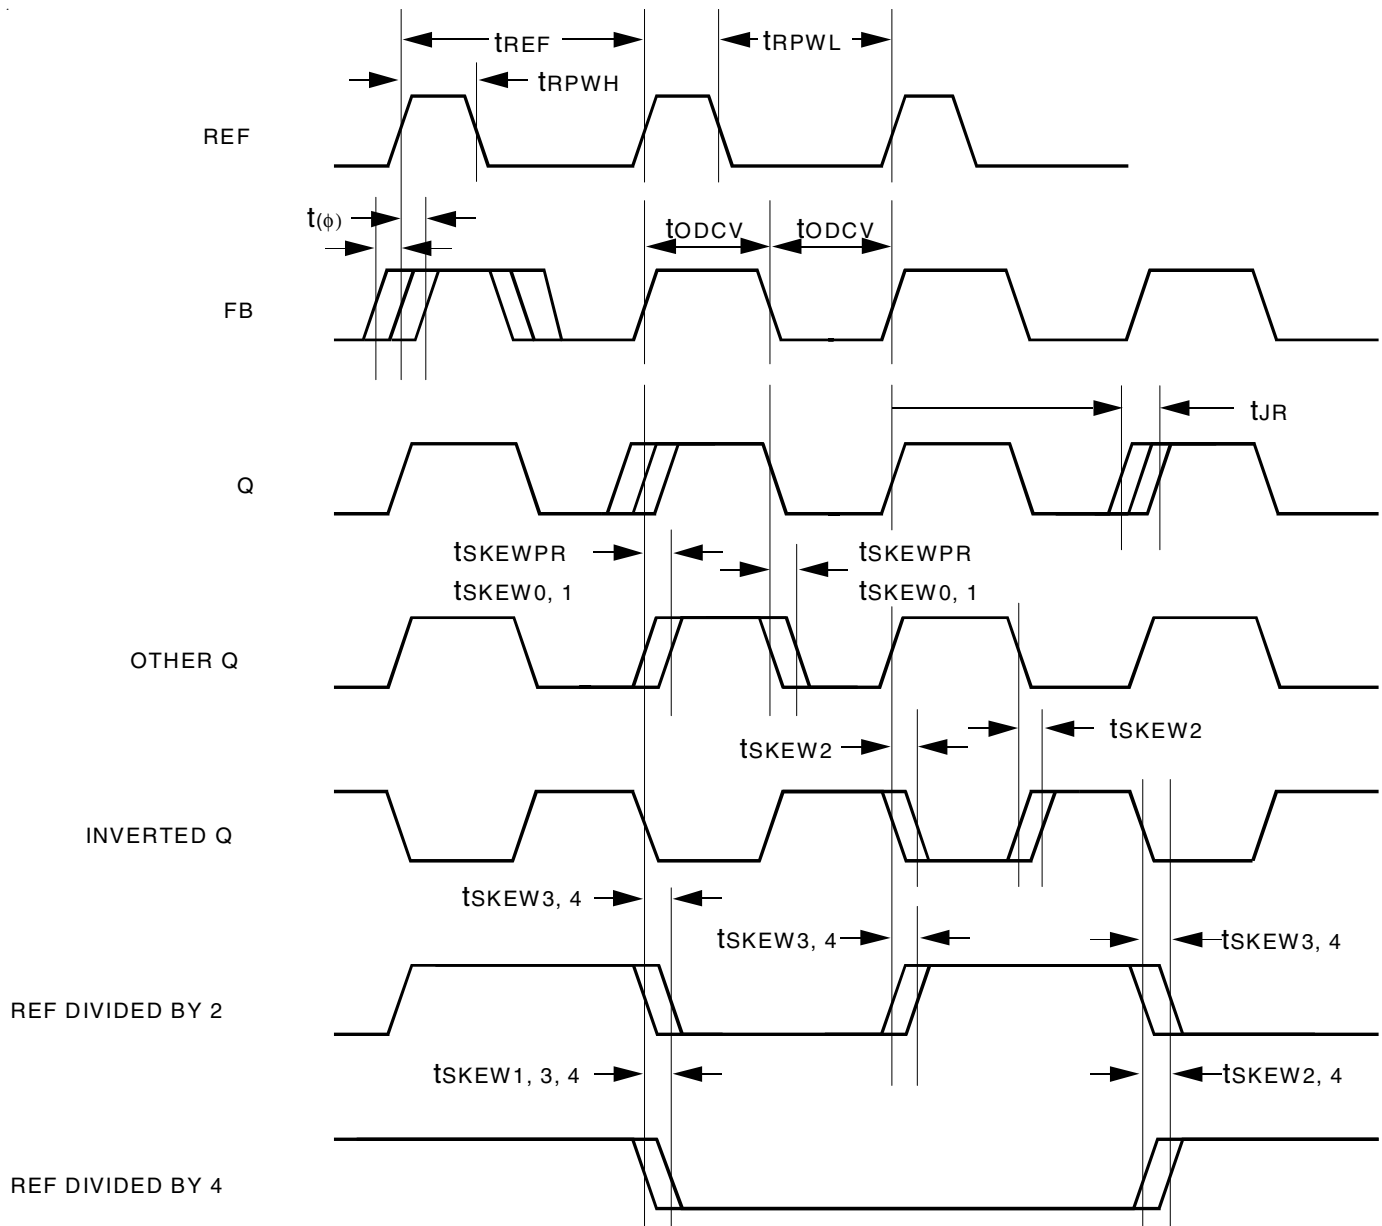 tREF
tRPWL
tRPWH
REF
t(ϕ)
tODCV
tODCV
FB
tJR
Q
tSKEWPR
tSKEW0, 1
tSKEWPR
tSKEW0, 1
OTHER Q
tSKEW2
tSKEW2
INVERTED Q
tSKEW3, 4
tSKEW3, 4
tSKEW3, 4
REF DIVIDED BY 2
tSKEW1, 3, 4
tSKEW2, 4
REF DIVIDED BY 4